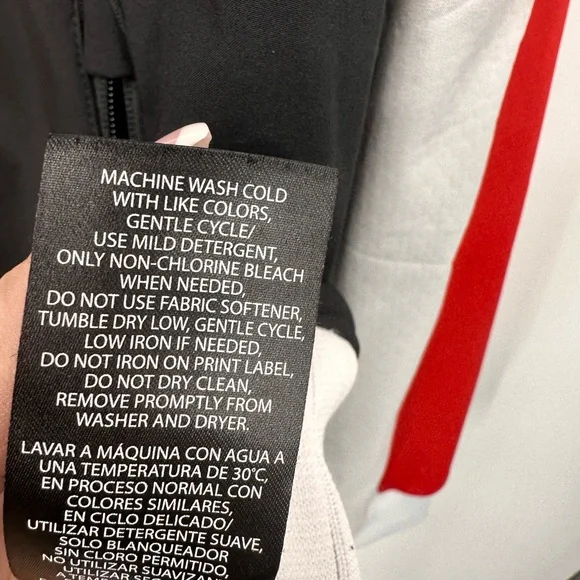 MACHINE WASH COLD
WITH LIKE COLORS,
GENTLE CYCLE/
USE MILD DETERGENT,
ONLY NON-CHLORINE BLEACH
WHEN NEEDED,
DO NOT USE FABRIC SOFTENER,
TUMBLE DRY LOW, GENTLE CYCLE,
LOW IRON IF NEEDED,
DO NOT IRON ON PRINT LABEL,
DO NOT DRY CLEAN,
REMOVE PROMPTLY FROM
WASHER AND DRYER.
LAVAR A MÁQUINA CON AGUA A
UNA TEMPERATURA DE 30°C,
EN PROCESO NORMAL CON
COLORES SIMILARES,
EN CICLO DELICADO/
UTILIZAR DETERGENTE SUAVE,
SOLO BLANQUEADOR
SIN CLORO PERMITIDO,
NO UTILIZAR SUAVIZANTE